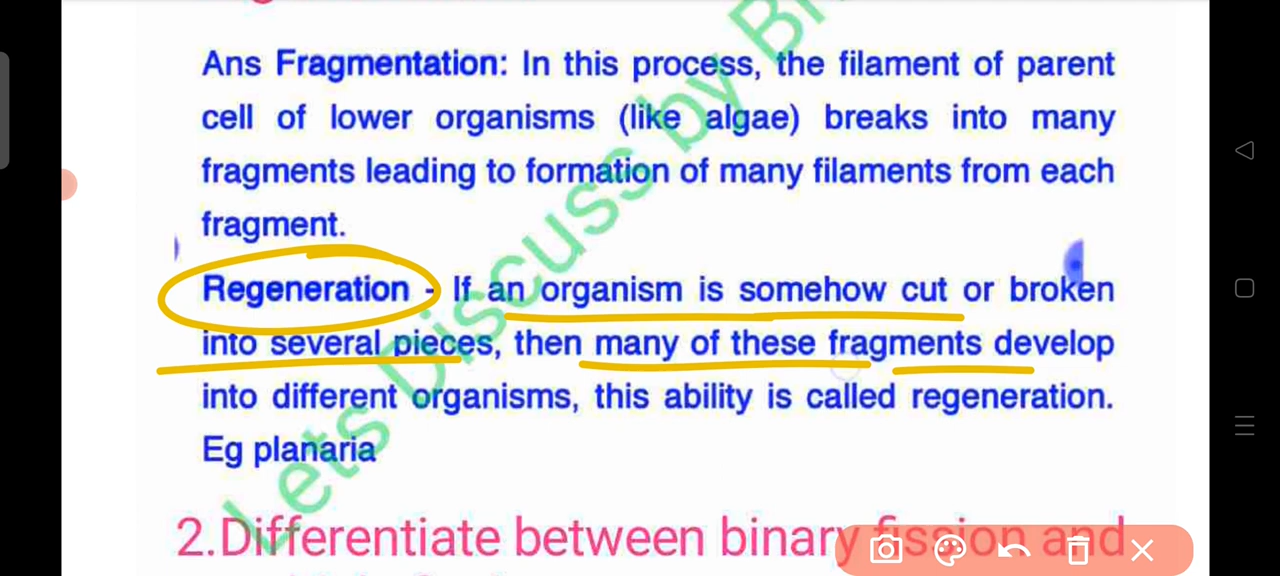 Ans Fragmentation: In this process, the filament of parent
cell of lower organisms (like algae) breaks into many
fragments leading to formation of many filaments from each
fragment.
Regeneration - If an organism is somehow cut or broken
into several pieces, then many of these fragments develop
into different organisms, this ability is called regeneration.
Eg planaria
2.Differentiate between binary fission and
Lets Discuss by